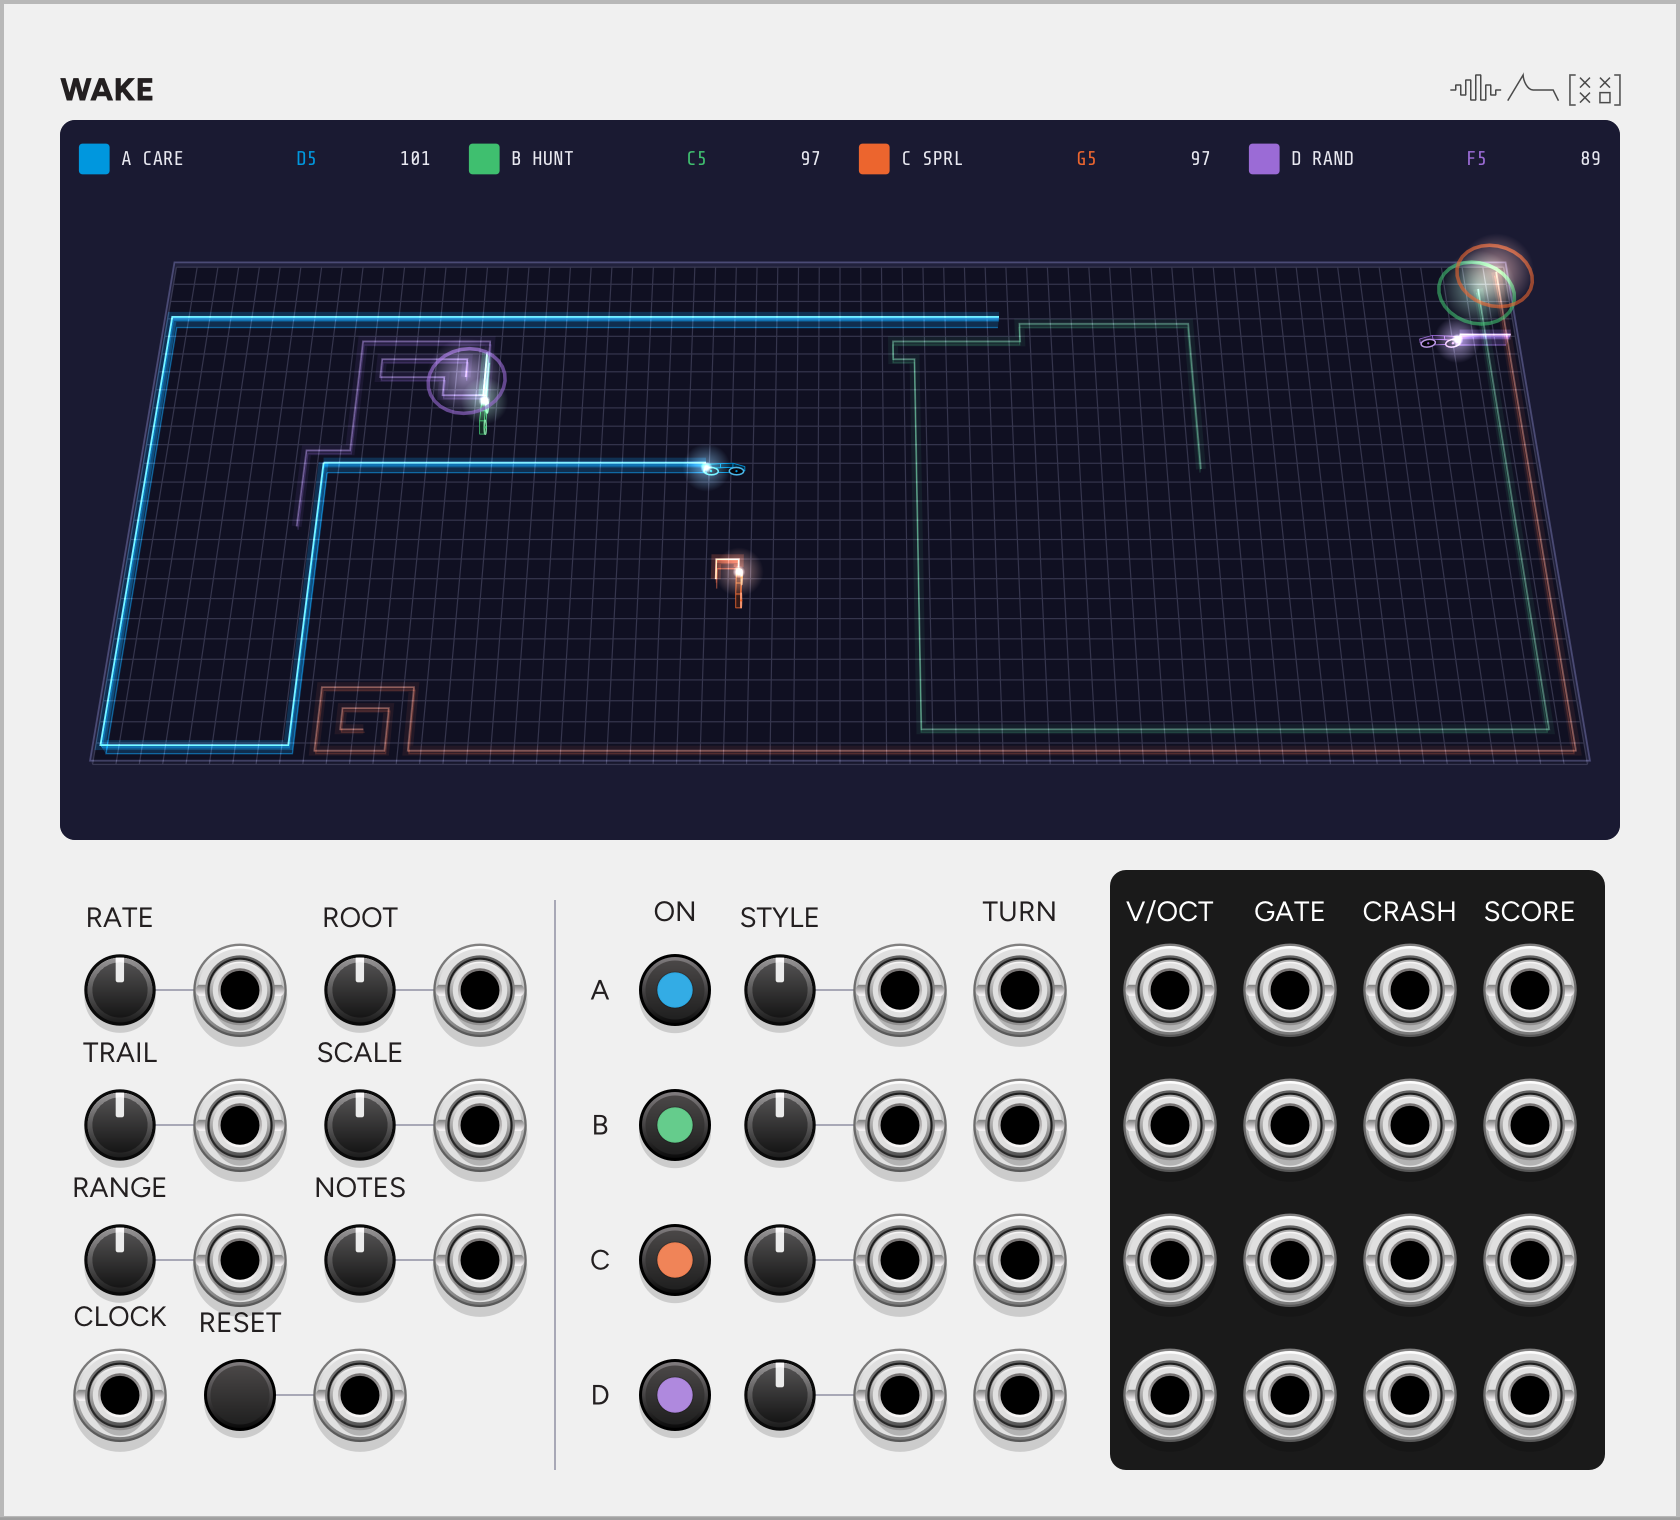 WAKE
A CARE D5 101 B HUNT C5 97 C SPRL G5 97 D RAND F5 89
RATE ROOT ON STYLE TURN V/OCT GATE CRASH SCORE
A
TRAIL SCALE
B
RANGE NOTES
C
CLOCK RESET
D